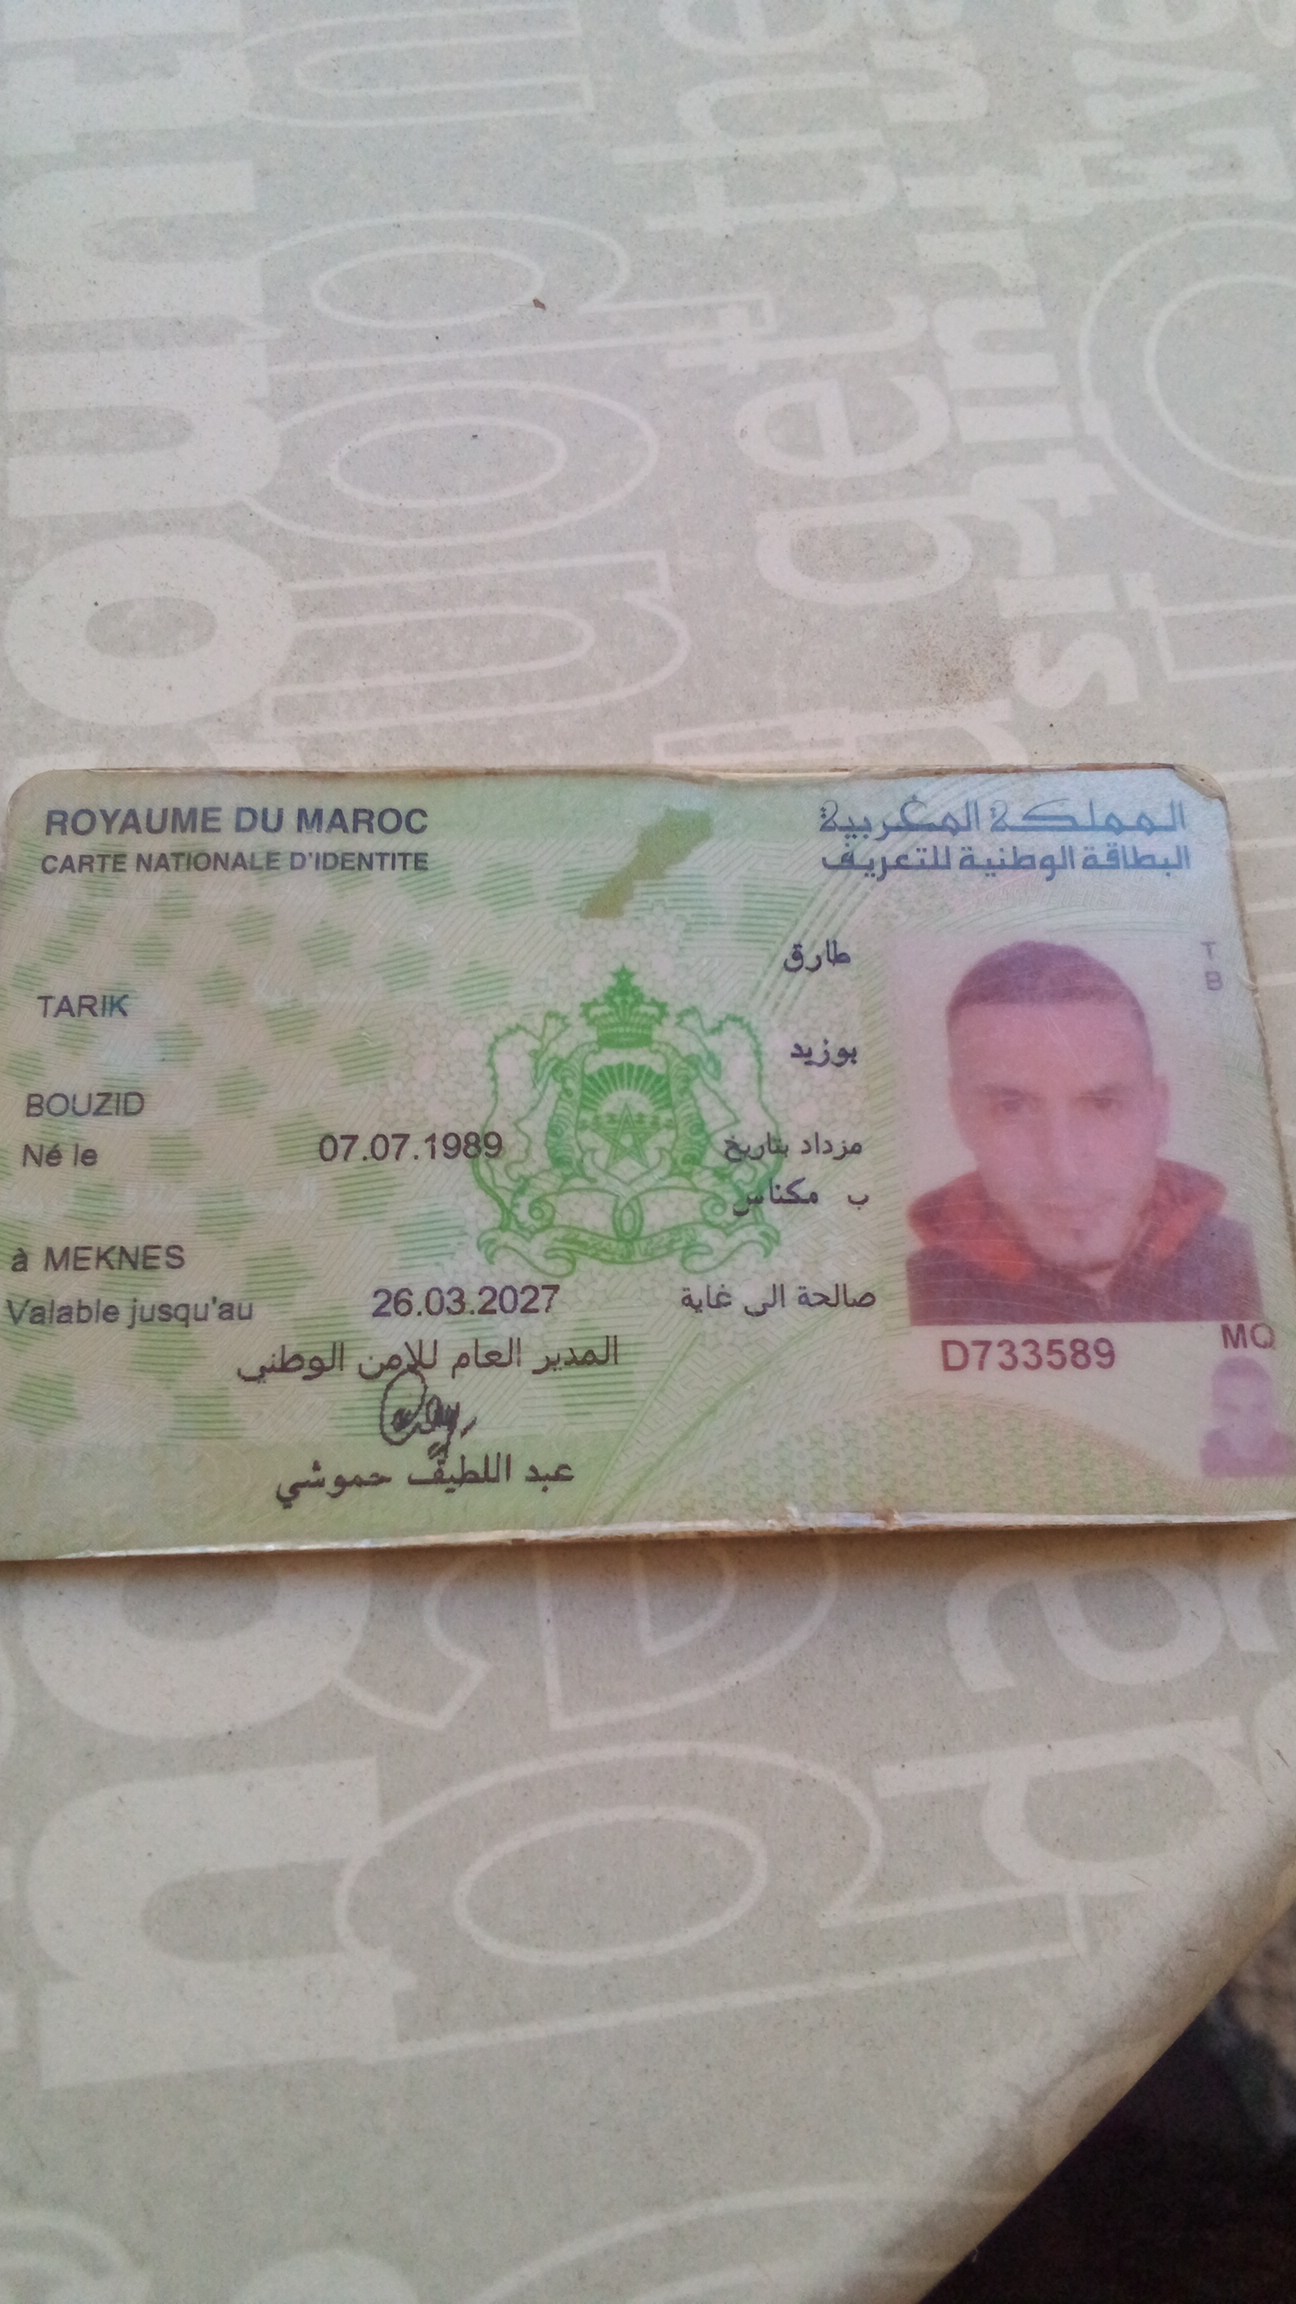 ROYAUME DU MAROC
المملكة المغربية
CARTE NATIONALE D'IDENTITE
البطاقة الوطنية للتعريف
طارق
TARIK
بوزيد
BOUZID
Né le 07.07.1989 مزداد بتاريخ
ب مكناس
à MEKNES
Valable jusqu'au 26.03.2027 صالحة الى غاية
المدير العام للامن الوطني
عبد اللطيف حموشي
T
B
D733589
MQ